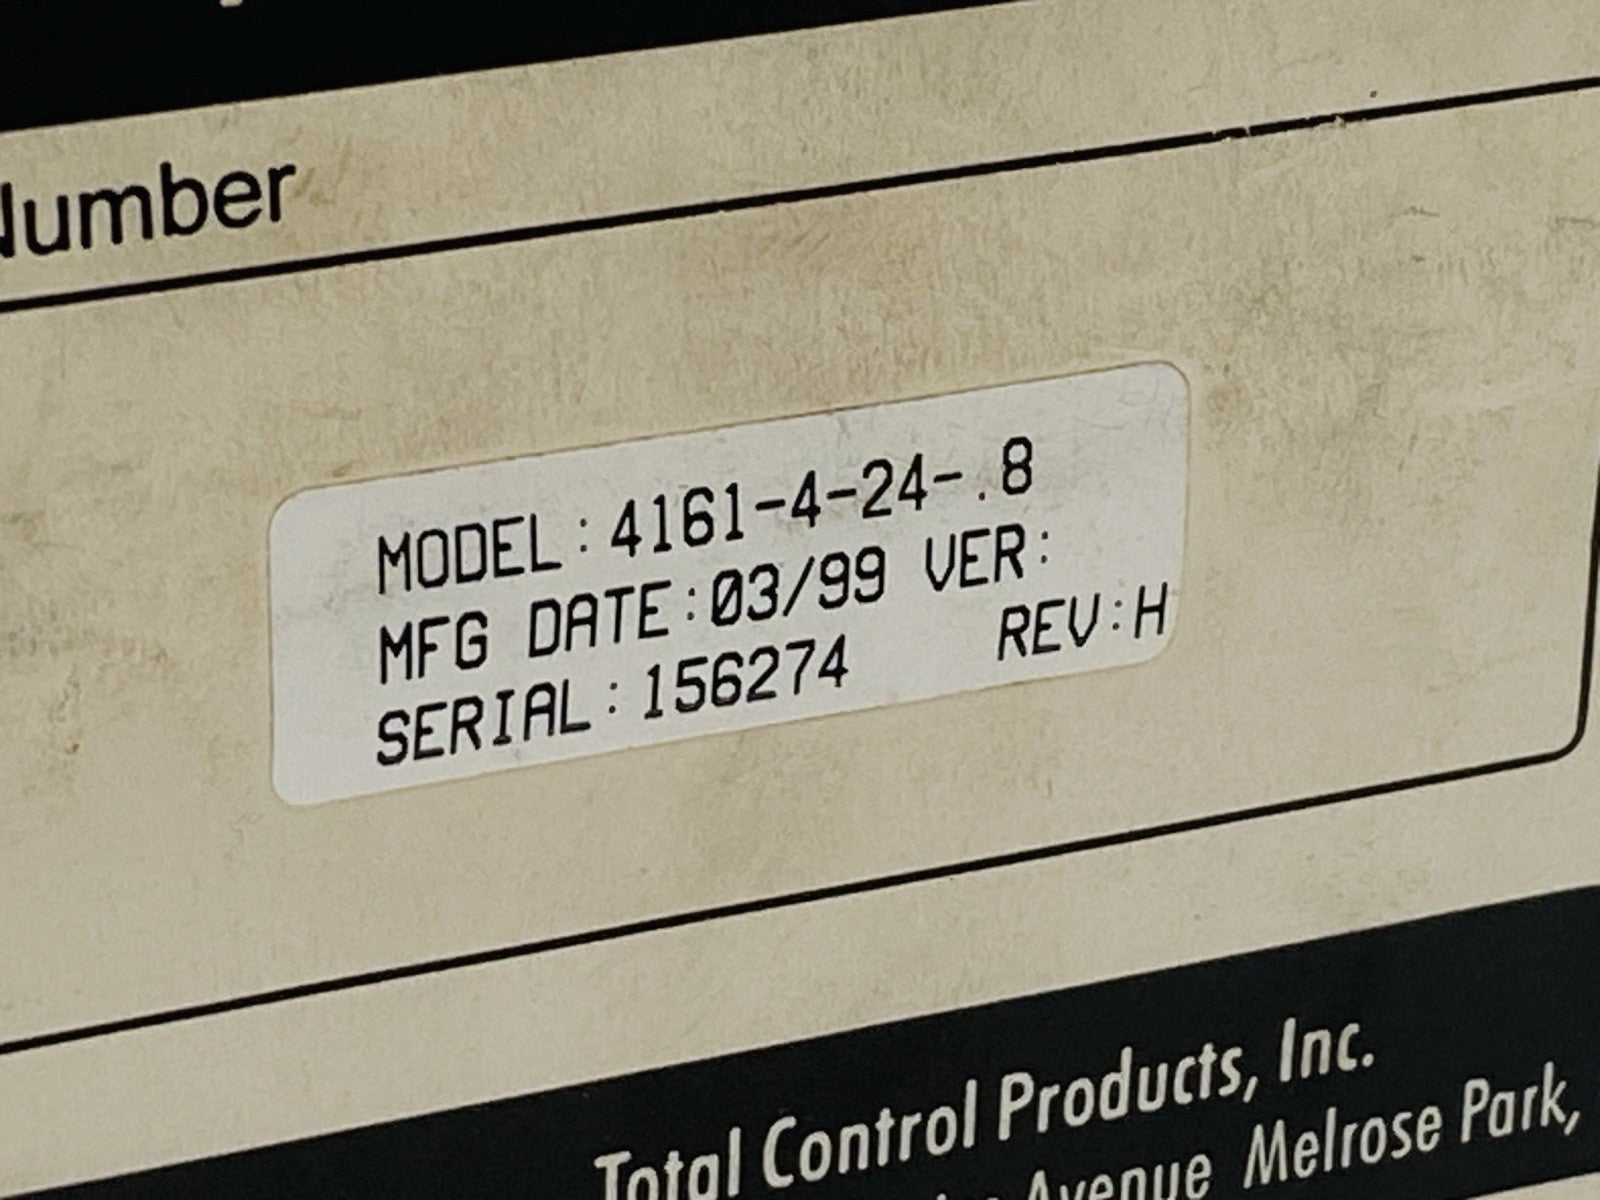 Number
MODEL:4161-4-24-.8
MFG DATE:03/99 VER:
SERIAL:156274 REV:H
Total Control Products, Inc.
Avenue Melrose Park,